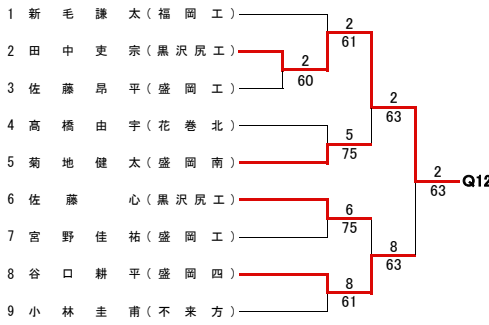 1 新 毛 謙 太 ( 福 岡 工 )
2 田 中 吏 宗 ( 黒 沢 尻 工 )
3 佐 藤 昂 平 ( 盛 岡 工 )
4 髙 橋 由 宇 ( 花 巻 北 )
5 菊 地 健 太 ( 盛 岡 南 )
6 佐 藤 心 ( 黒 沢 尻 工 )
7 宮 野 佳 祐 ( 盛 岡 工 )
8 谷 口 耕 平 ( 盛 岡 四 )
9 小 林 圭 甫 ( 不 来 方 )
2
61
2
60
2
63
5
75
2
63
Q12
6
75
8
63
8
61